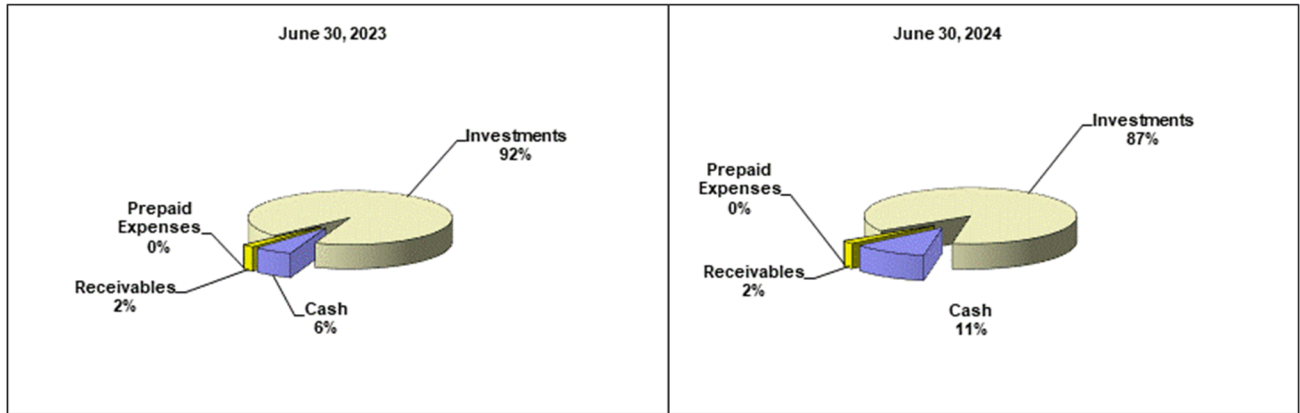 June 30, 2023
Investments
92%
Prepaid
Expenses
0%
Receivables
2%
Cash
6%
June 30, 2024
Investments
87%
Prepaid
Expenses
0%
Receivables
2%
Cash
11%